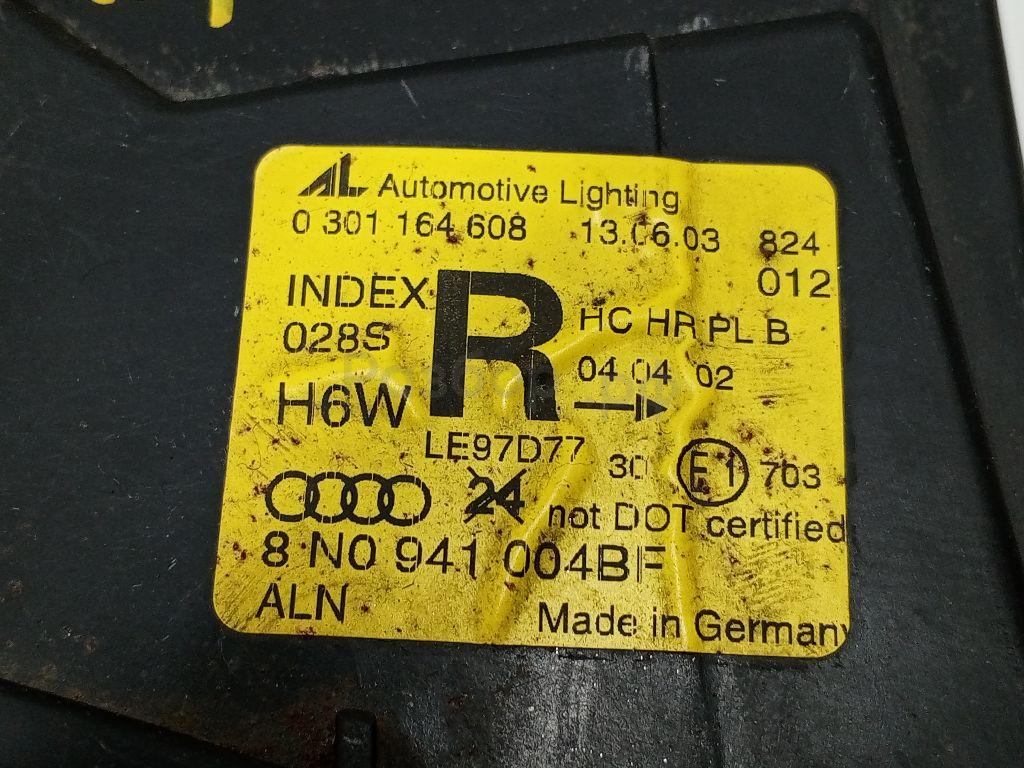 AL Automotive Lighting
0 301 164 608 13.06.03 824
012
INDEX
028S
R
HC HR PL B
04 04 02
H6W
LE97D77
30 E1 703
24
not DOT certified
8 N0 941 004BF
ALN
Made in Germany